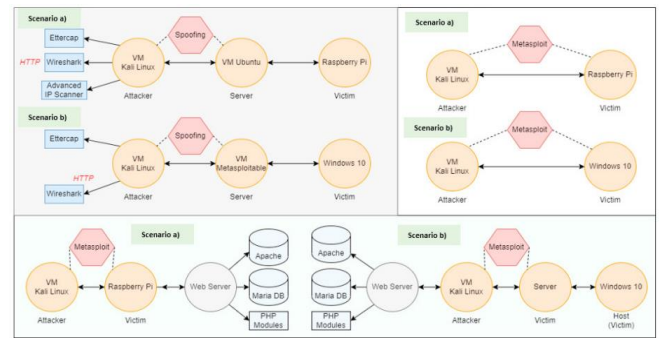 Scenario a)
Ettercap
HTTP
Wireshark
Advanced
IP Scanner
VM
Kali Linux
Attacker
Spoofing
VM Ubuntu
Server
Raspberry Pi
Victim
Scenario b)
Ettercap
HTTP
Wireshark
VM
Kali Linux
Attacker
Spoofing
VM
Metasploitable
Server
Windows 10
Victim
Scenario a)
Metasploit
VM
Kali Linux
Attacker
Raspberry Pi
Victim
Scenario b)
Metasploit
VM
Kali Linux
Attacker
Windows 10
Victim
Scenario a)
Metasploit
VM
Kali Linux
Attacker
Raspberry Pi
Victim
Web Server
Apache
Maria DB
PHP
Modules
Scenario b)
Apache
Maria DB
PHP
Modules
Web Server
Metasploit
VM
Kali Linux
Attacker
Server
Victim
Windows 10
Host
(Victim)